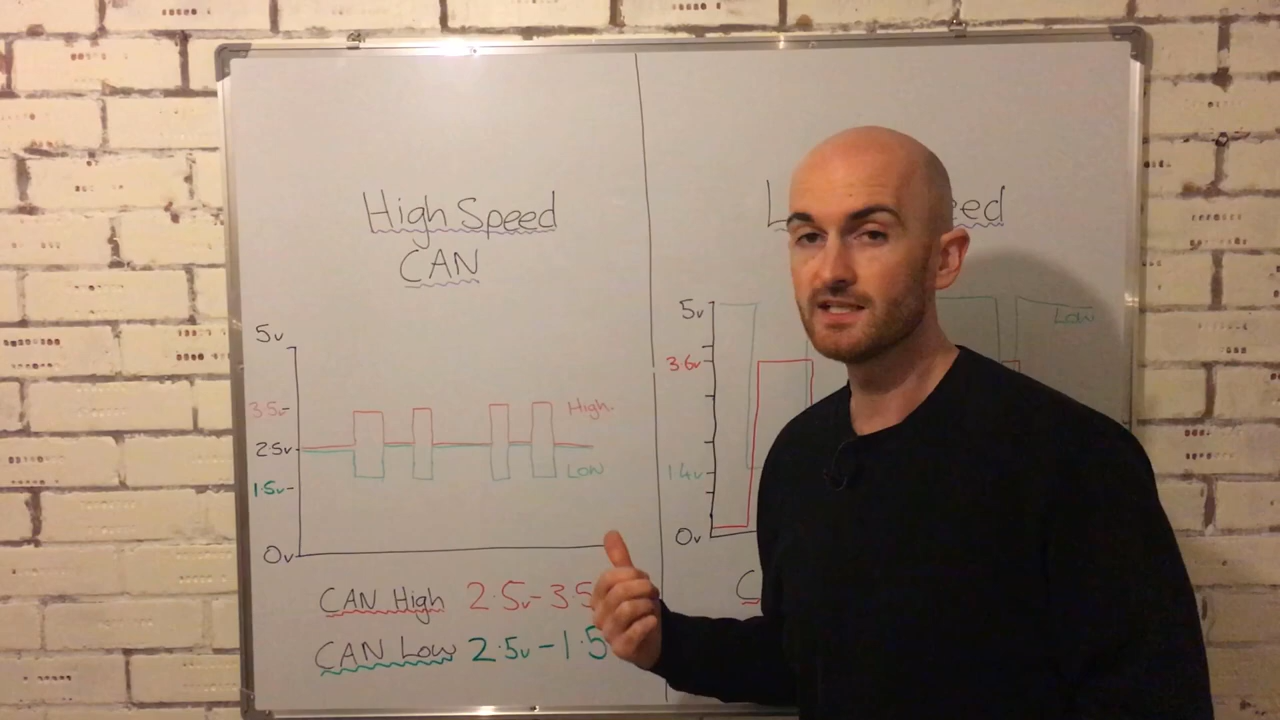 High Speed
CAN
5v
3.5v
2.5v
1.5v
0v
High
Low
CAN High 2.5v-3.5
CAN Low 2.5v-1.5
5v
3.6v
1.4v
0v
Low